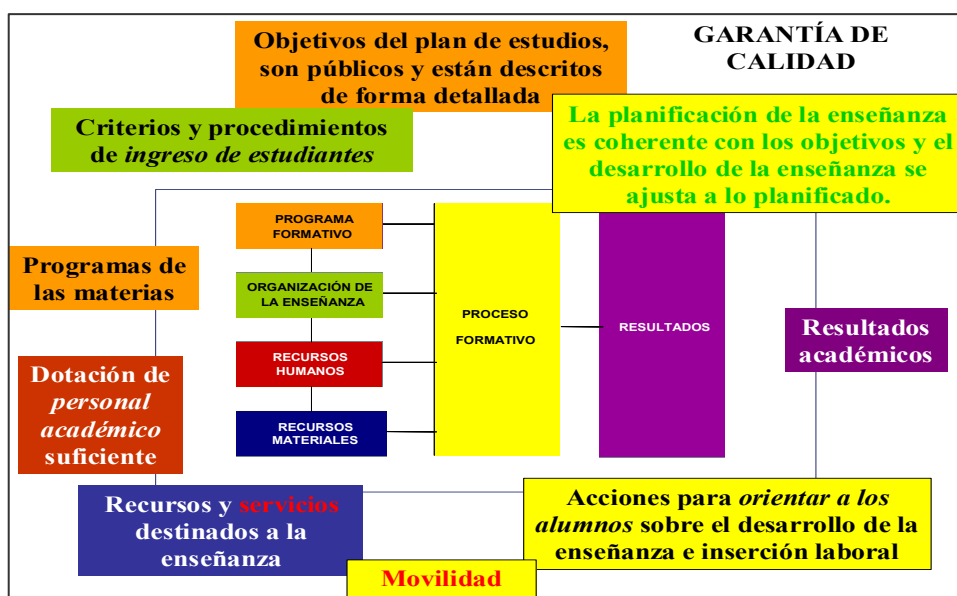 Objetivos del plan de estudios,
son públicos y están descritos
de forma detallada
GARANTÍA DE
CALIDAD
Criterios y procedimientos
de ingreso de estudiantes
La planificación de la enseñanza
es coherente con los objetivos y el
desarrollo de la enseñanza se
ajusta a lo planificado.
Programas de
las materias
PROGRAMA
FORMATIVO
ORGANIZACIÓN DE
LA ENSEÑANZA
RECURSOS
HUMANOS
RECURSOS
MATERIALES
PROCESO
FORMATIVO
RESULTADOS
Resultados
académicos
Dotación de
personal
académico
suficiente
Recursos y servicios
destinados a la
enseñanza
Acciones para orientar a los
alumnos sobre el desarrollo de la
enseñanza e inserción laboral
Movilidad